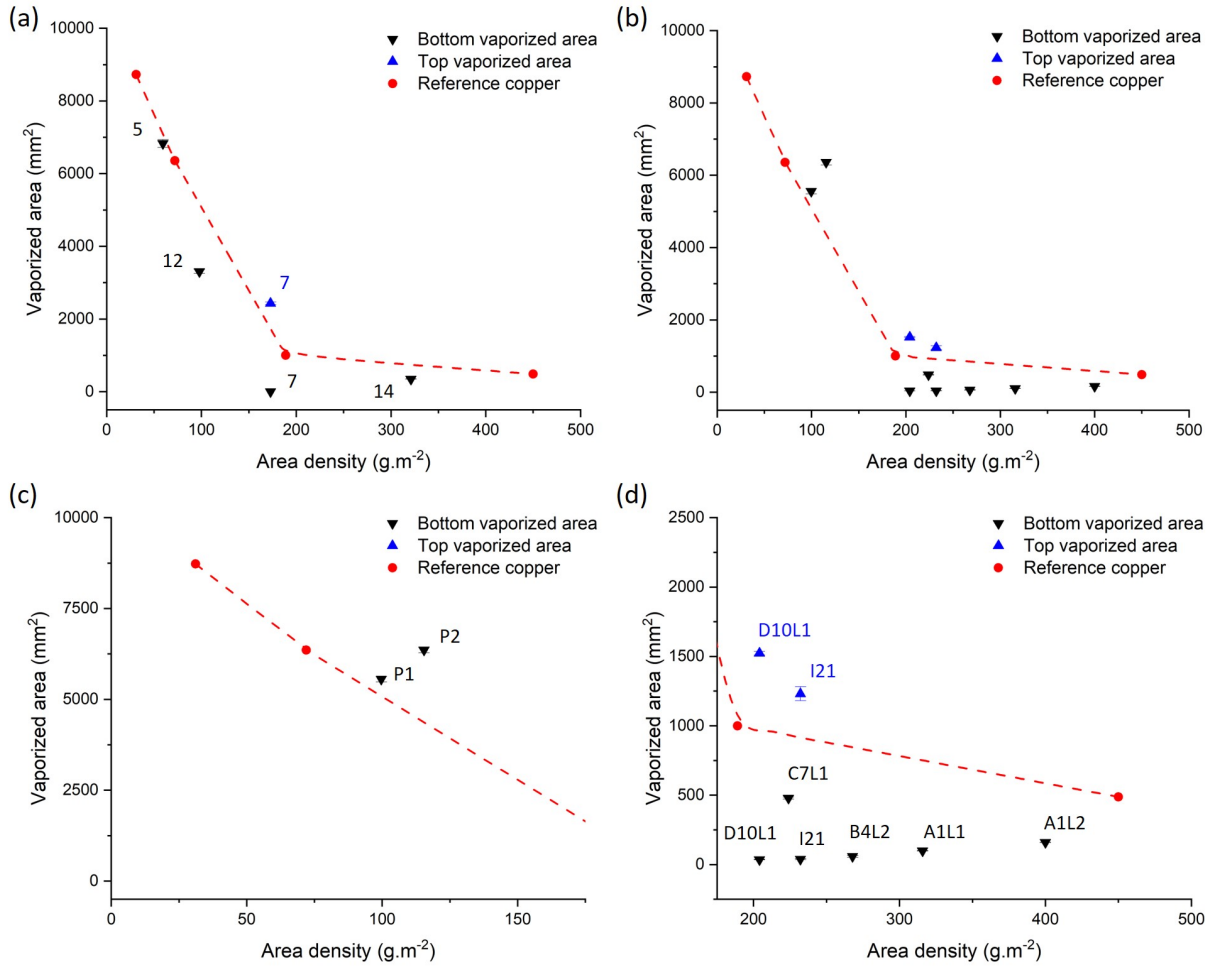 (a)
10000
8000
6000
4000
2000
0
Vaporized area (mm²)
Bottom vaporized area
Top vaporized area
Reference copper
5
12
7
7
14
0 100 200 300 400 500
Area density (g.m⁻²)
(b)
10000
8000
6000
4000
2000
0
Vaporized area (mm²)
Bottom vaporized area
Top vaporized area
Reference copper
0 100 200 300 400 500
Area density (g.m⁻²)
(c)
10000
7500
5000
2500
0
Vaporized area (mm²)
Bottom vaporized area
Top vaporized area
Reference copper
P2
P1
0 50 100 150
Area density (g.m⁻²)
(d)
2500
2000
1500
1000
500
0
Vaporized area (mm²)
Bottom vaporized area
Top vaporized area
Reference copper
D10L1
I21
C7L1
D10L1 I21 B4L2 A1L1 A1L2
200 300 400 500
Area density (g.m⁻²)